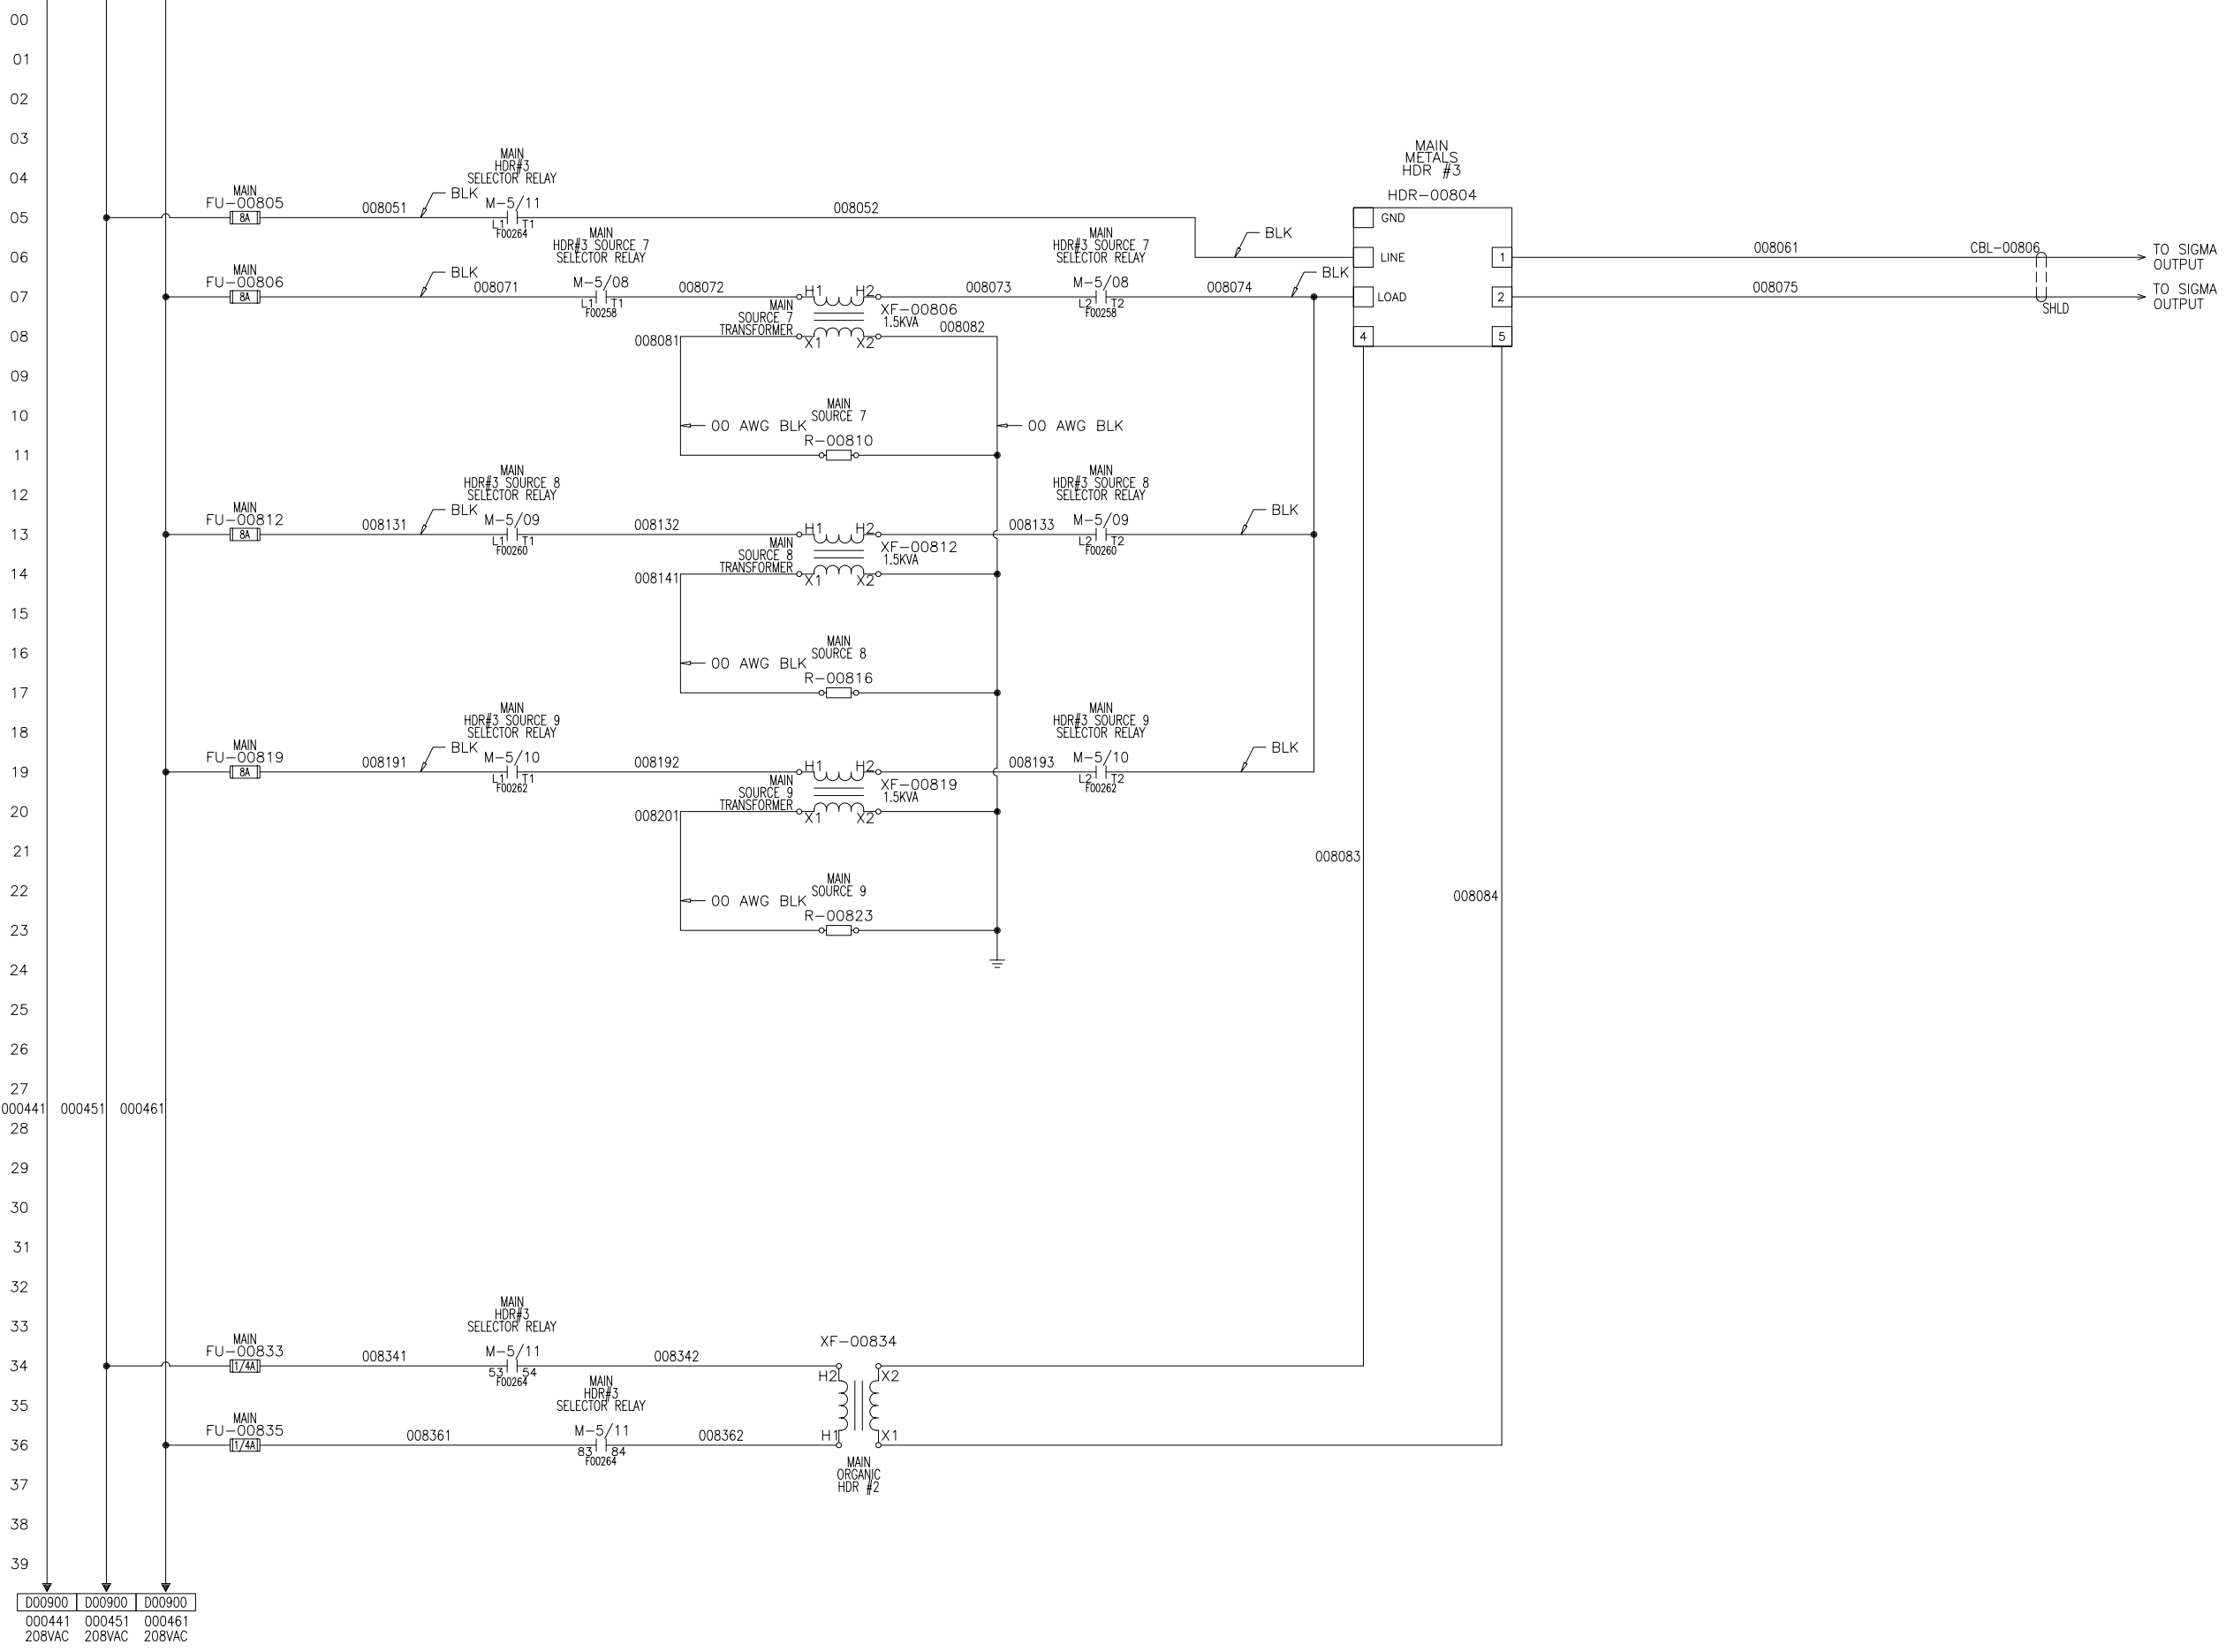 00
01
02
03
MAIN
METALS
HDR #3
MAIN
HDR#3
SELECTOR RELAY
04
MAIN
FU-00805
8A
008051
BLK
M-5/11
L1 T1
F00264
008052
HDR-00804
GND
05
MAIN
HDR#3 SOURCE 7
SELECTOR RELAY
MAIN
HDR#3 SOURCE 7
SELECTOR RELAY
BLK
LINE
1
008061
CBL-00806
TO SIGMA
OUTPUT
06
MAIN
FU-00806
8A
BLK
008071
M-5/08
L1 T1
F00258
008072
H1 H2
008073
M-5/08
L2 T2
F00258
008074
BLK
LOAD
2
008075
SHLD
TO SIGMA
OUTPUT
07
MAIN
SOURCE 7
TRANSFORMER
XF-00806
1.5KVA
008081
X1 X2
008082
4
5
08
09
10
MAIN
SOURCE 7
00 AWG BLK
R-00810
00 AWG BLK
11
MAIN
HDR#3 SOURCE 8
SELECTOR RELAY
MAIN
HDR#3 SOURCE 8
SELECTOR RELAY
12
MAIN
FU-00812
8A
008131
BLK
M-5/09
L1 T1
F00260
008132
H1 H2
008133
M-5/09
L2 T2
F00260
BLK
13
MAIN
SOURCE 8
TRANSFORMER
XF-00812
1.5KVA
14
008141
X1 X2
15
16
MAIN
SOURCE 8
00 AWG BLK
R-00816
17
MAIN
HDR#3 SOURCE 9
SELECTOR RELAY
MAIN
HDR#3 SOURCE 9
SELECTOR RELAY
18
MAIN
FU-00819
8A
008191
BLK
M-5/10
L1 T1
F00262
008192
H1 H2
008193
M-5/10
L2 T2
F00262
BLK
19
MAIN
SOURCE 9
TRANSFORMER
XF-00819
1.5KVA
20
008201
X1 X2
21
008083
22
MAIN
SOURCE 9
00 AWG BLK
R-00823
008084
23
24
25
26
27
000441 000451 000461
28
29
30
31
32
MAIN
HDR#3
SELECTOR RELAY
33
MAIN
FU-00833
1/4A
008341
M-5/11
53 54
F00264
008342
XF-00834
34
H2 X2
MAIN
HDR#3
SELECTOR RELAY
35
MAIN
FU-00835
1/4A
008361
M-5/11
83 84
F00264
008362
H1 X1
36
MAIN
ORGANIC
HDR #2
37
38
39
D00900 D00900 D00900
000441 000451 000461
208VAC 208VAC 208VAC